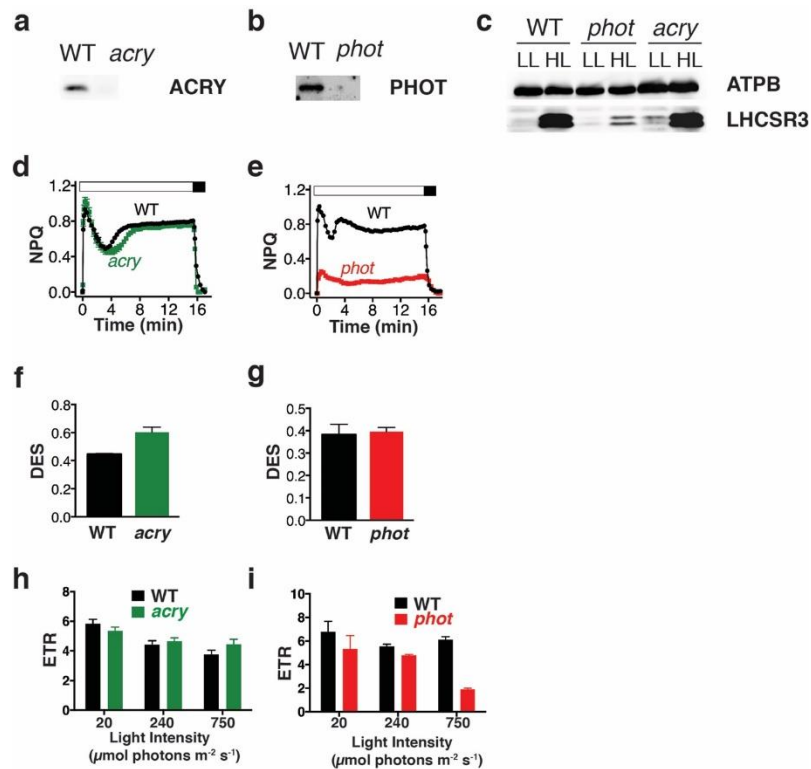 a
WT acry
ACRY
b
WT phot
PHOT
c
WT phot acry
LL HL LL HL LL HL
ATPB
LHCSR3
d
1.2
0.8
0.4
0.0
NPQ
WT
acry
0 4 8 12 16
Time (min)
e
1.2
0.8
0.4
0.0
NPQ
WT
phot
0 4 8 12 16
Time (min)
f
0.8
0.6
0.4
0.2
0.0
DES
WT acry
g
0.5
0.4
0.3
0.2
0.1
0.0
DES
WT phot
h
8
6
4
2
0
ETR
WT
acry
20 240 750
Light Intensity
(µmol photons m⁻² s⁻¹)
i
10
8
6
4
2
0
ETR
WT
phot
20 240 750
Light Intensity
(µmol photons m⁻² s⁻¹)